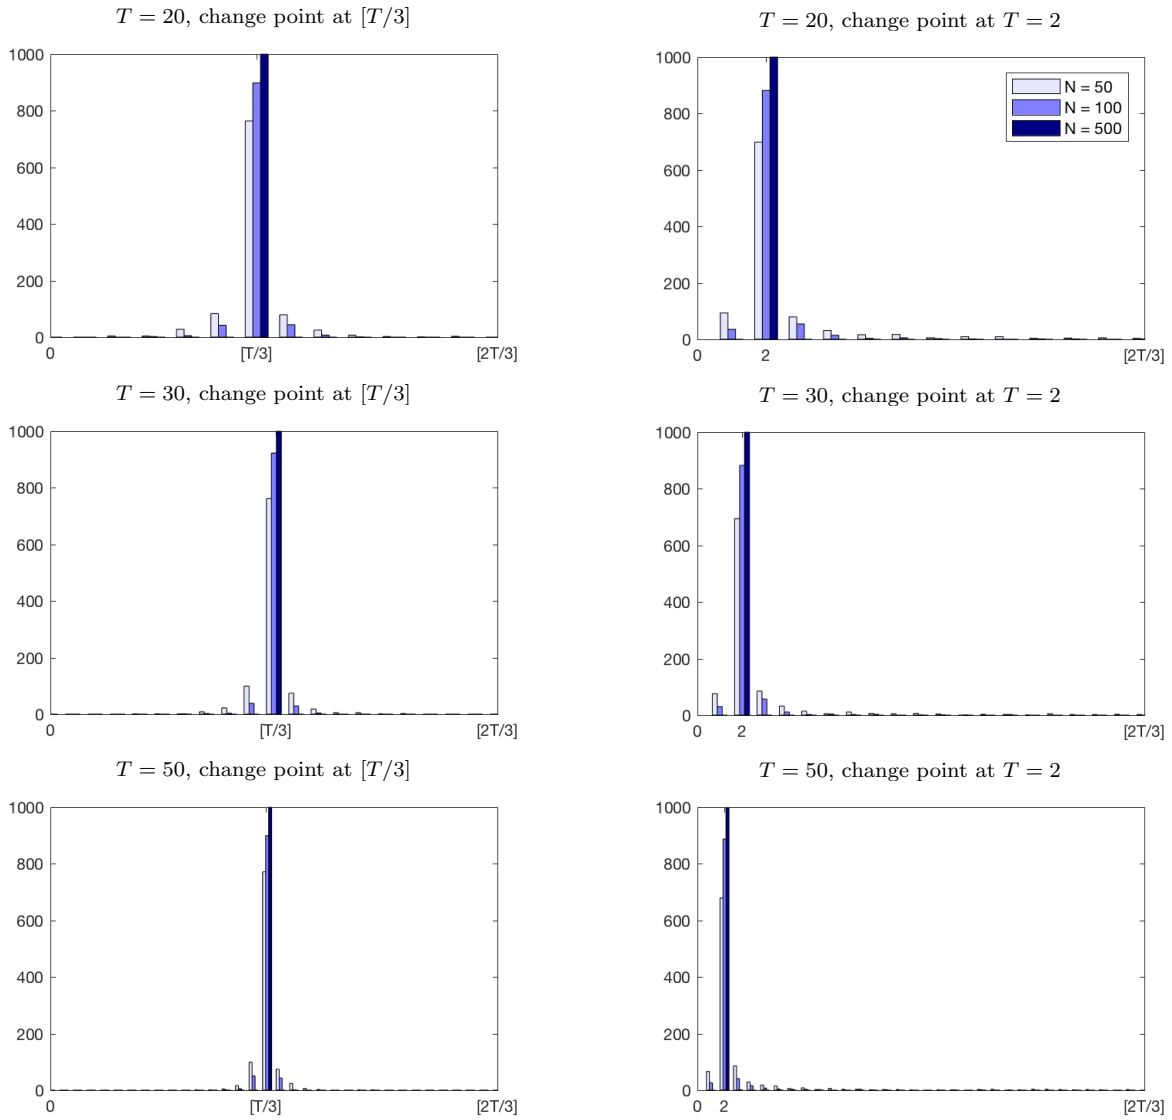 T = 20, change point at [T/3]
1000
800
600
400
200
0
0
[T/3]
[2T/3]
T = 20, change point at T = 2
1000
800
600
400
200
0
N = 50
N = 100
N = 500
0
2
[2T/3]
T = 30, change point at [T/3]
1000
800
600
400
200
0
0
[T/3]
[2T/3]
T = 30, change point at T = 2
1000
800
600
400
200
0
0
2
[2T/3]
T = 50, change point at [T/3]
1000
800
600
400
200
0
0
[T/3]
[2T/3]
T = 50, change point at T = 2
1000
800
600
400
200
0
0
2
[2T/3]